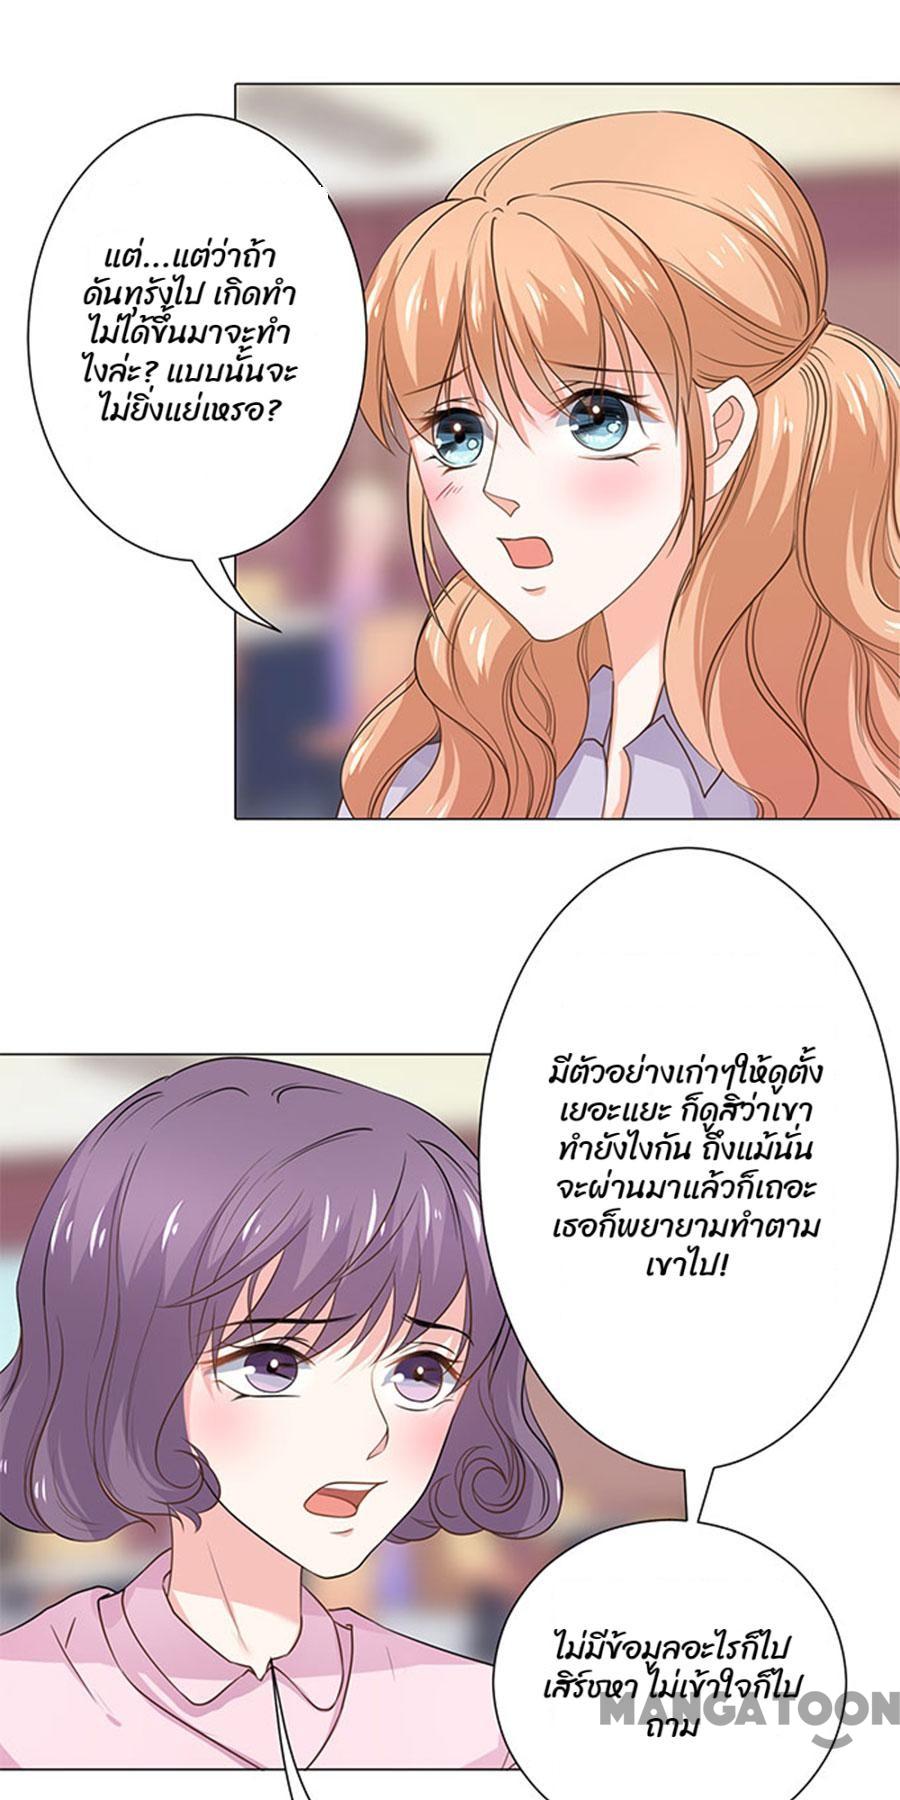 แต่...แต่ว่าถ้า
ดันทุรังไป เกิดทำ
ไม่ได้ขึ้นมาจะทำ
ไงล่ะ? แบบนั้นจะ
ไม่ยิ่งแย่เหรอ?
มีตัวอย่างเก่าๆให้ดูตั้ง
เยอะแยะ ก็ดูสิว่าเขา
ทำยังไงกัน ถึงแม้นั่น
จะผ่านมาแล้วก็เถอะ
เธอก็พยายามทำตาม
เขาไป!
ไม่มีข้อมูลอะไรก็ไป
เสิร์ชหา ไม่เข้าใจก็ไป
ถาม
MANGATOON